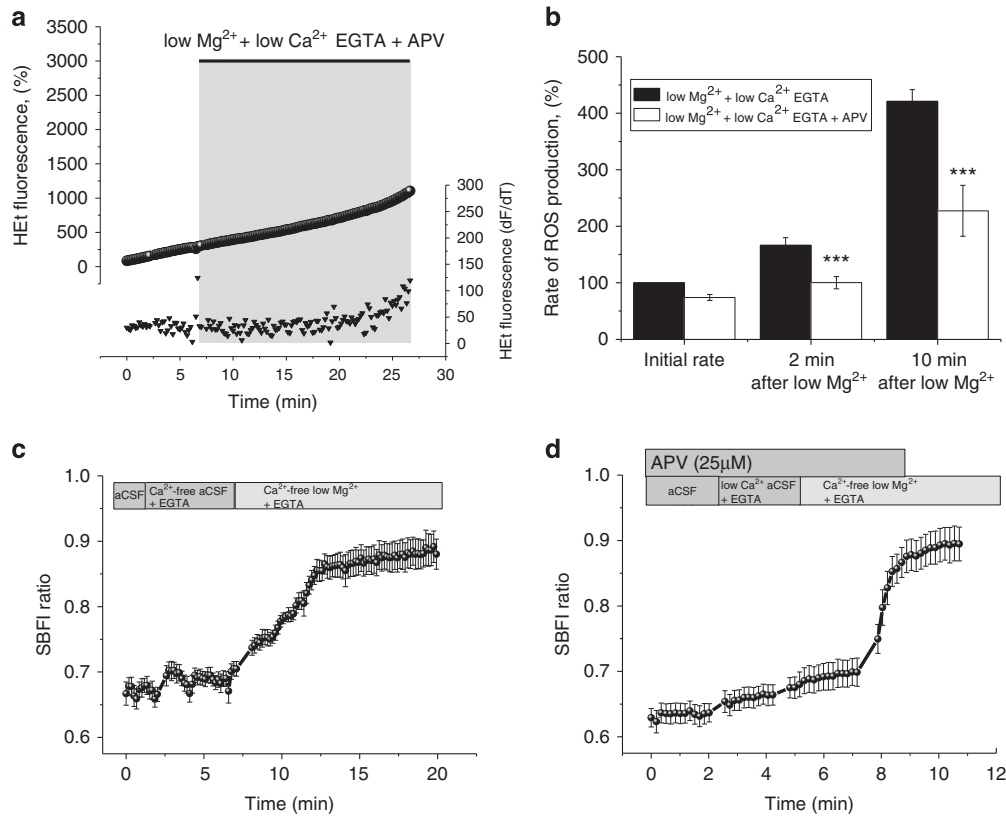 a
low Mg²⁺ + low Ca²⁺ EGTA + APV
HEt fluorescence, (%)
3500
3000
2500
2000
1500
1000
500
0
HEt fluorescence (dF/dT)
300
250
200
150
100
50
0
0 5 10 15 20 25 30
Time (min)
b
Rate of ROS production, (%)
500
400
300
200
100
0
low Mg²⁺ + low Ca²⁺ EGTA
low Mg²⁺ + low Ca²⁺ EGTA + APV
***
***
Initial rate
2 min
after low Mg²⁺
10 min
after low Mg²⁺
c
SBFI ratio
1.0
0.9
0.8
0.7
0.6
aCSF
Ca²⁺-free aCSF
+ EGTA
Ca²⁺-free low Mg²⁺
+ EGTA
0 5 10 15 20
Time (min)
d
APV (25µM)
aCSF
low Ca²⁺ aCSF
+ EGTA
Ca²⁺-free low Mg²⁺
+ EGTA
SBFI ratio
1.0
0.9
0.8
0.7
0.6
0 2 4 6 8 10 12
Time (min)